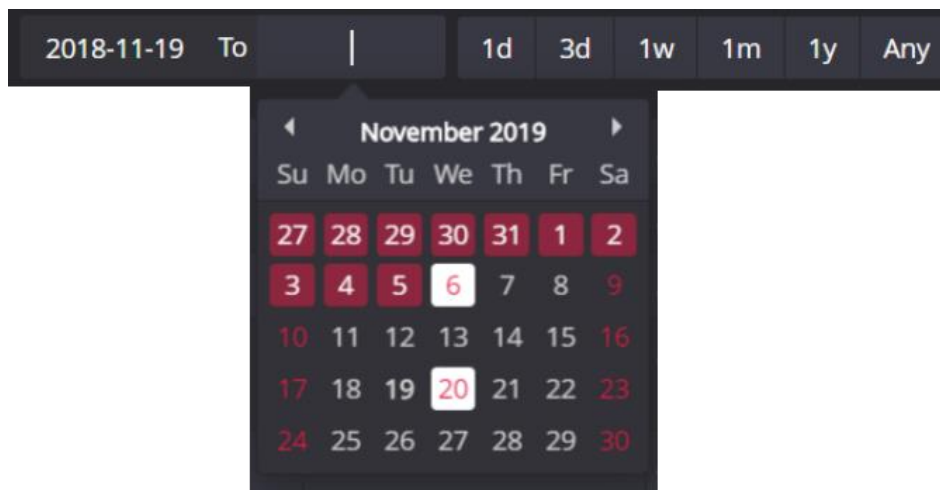 2018-11-19 To 1d 3d 1w 1m 1y Any
November 2019
Su Mo Tu We Th Fr Sa
27 28 29 30 31 1 2
3 4 5 6 7 8 9
10 11 12 13 14 15 16
17 18 19 20 21 22 23
24 25 26 27 28 29 30